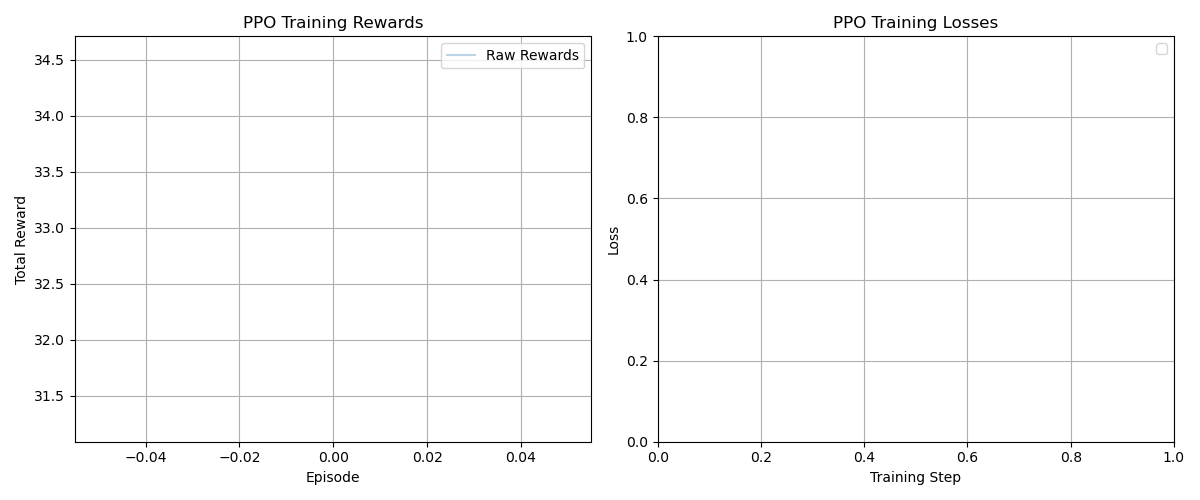 PPO Training Rewards
Raw Rewards
34.5
34.0
33.5
33.0
32.5
32.0
31.5
Total Reward
−0.04 −0.02 0.00 0.02 0.04
Episode
PPO Training Losses
1.0
0.8
0.6
0.4
0.2
0.0
Loss
0.0 0.2 0.4 0.6 0.8 1.0
Training Step